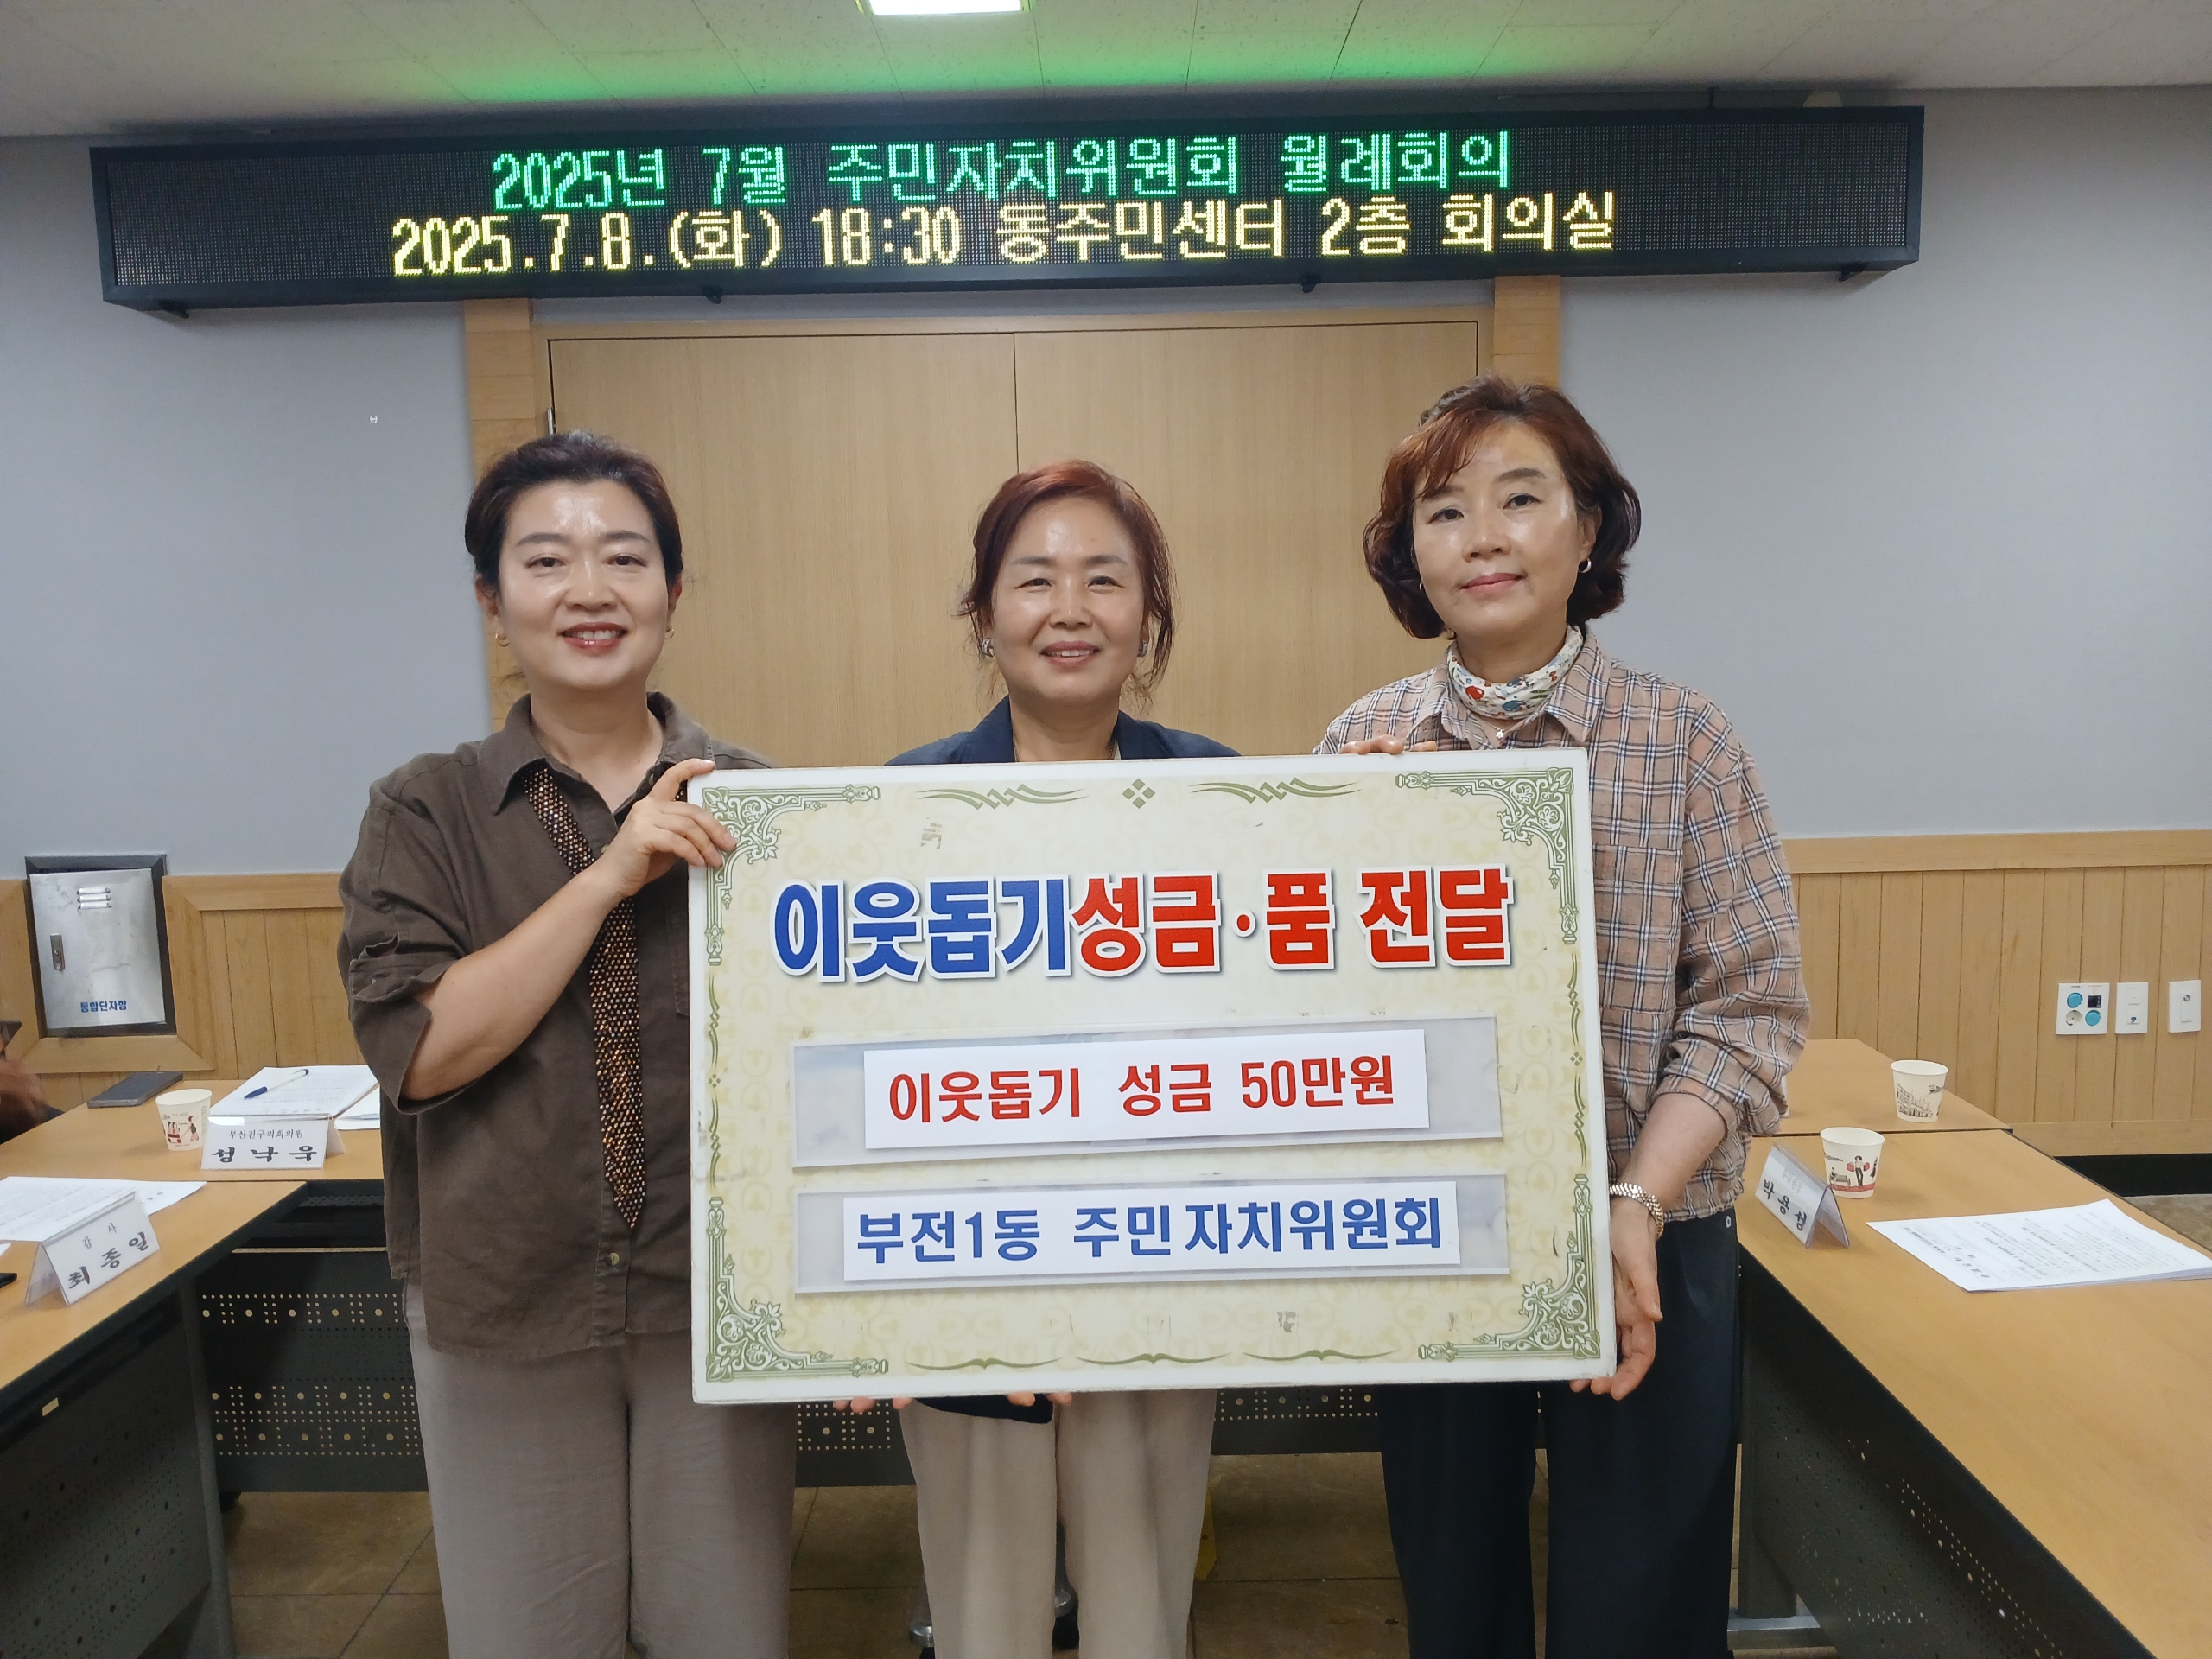 2025년 7월 주민자치위원회 월례회의
2025.7.8.(화) 18:30 동주민센터 2층 회의실
이웃돕기성금·품 전달
이웃돕기 성금 50만원
부전1동 주민자치위원회
통합단자함
부산진구의회의원
성낙욱
감사
최종일
박용섭